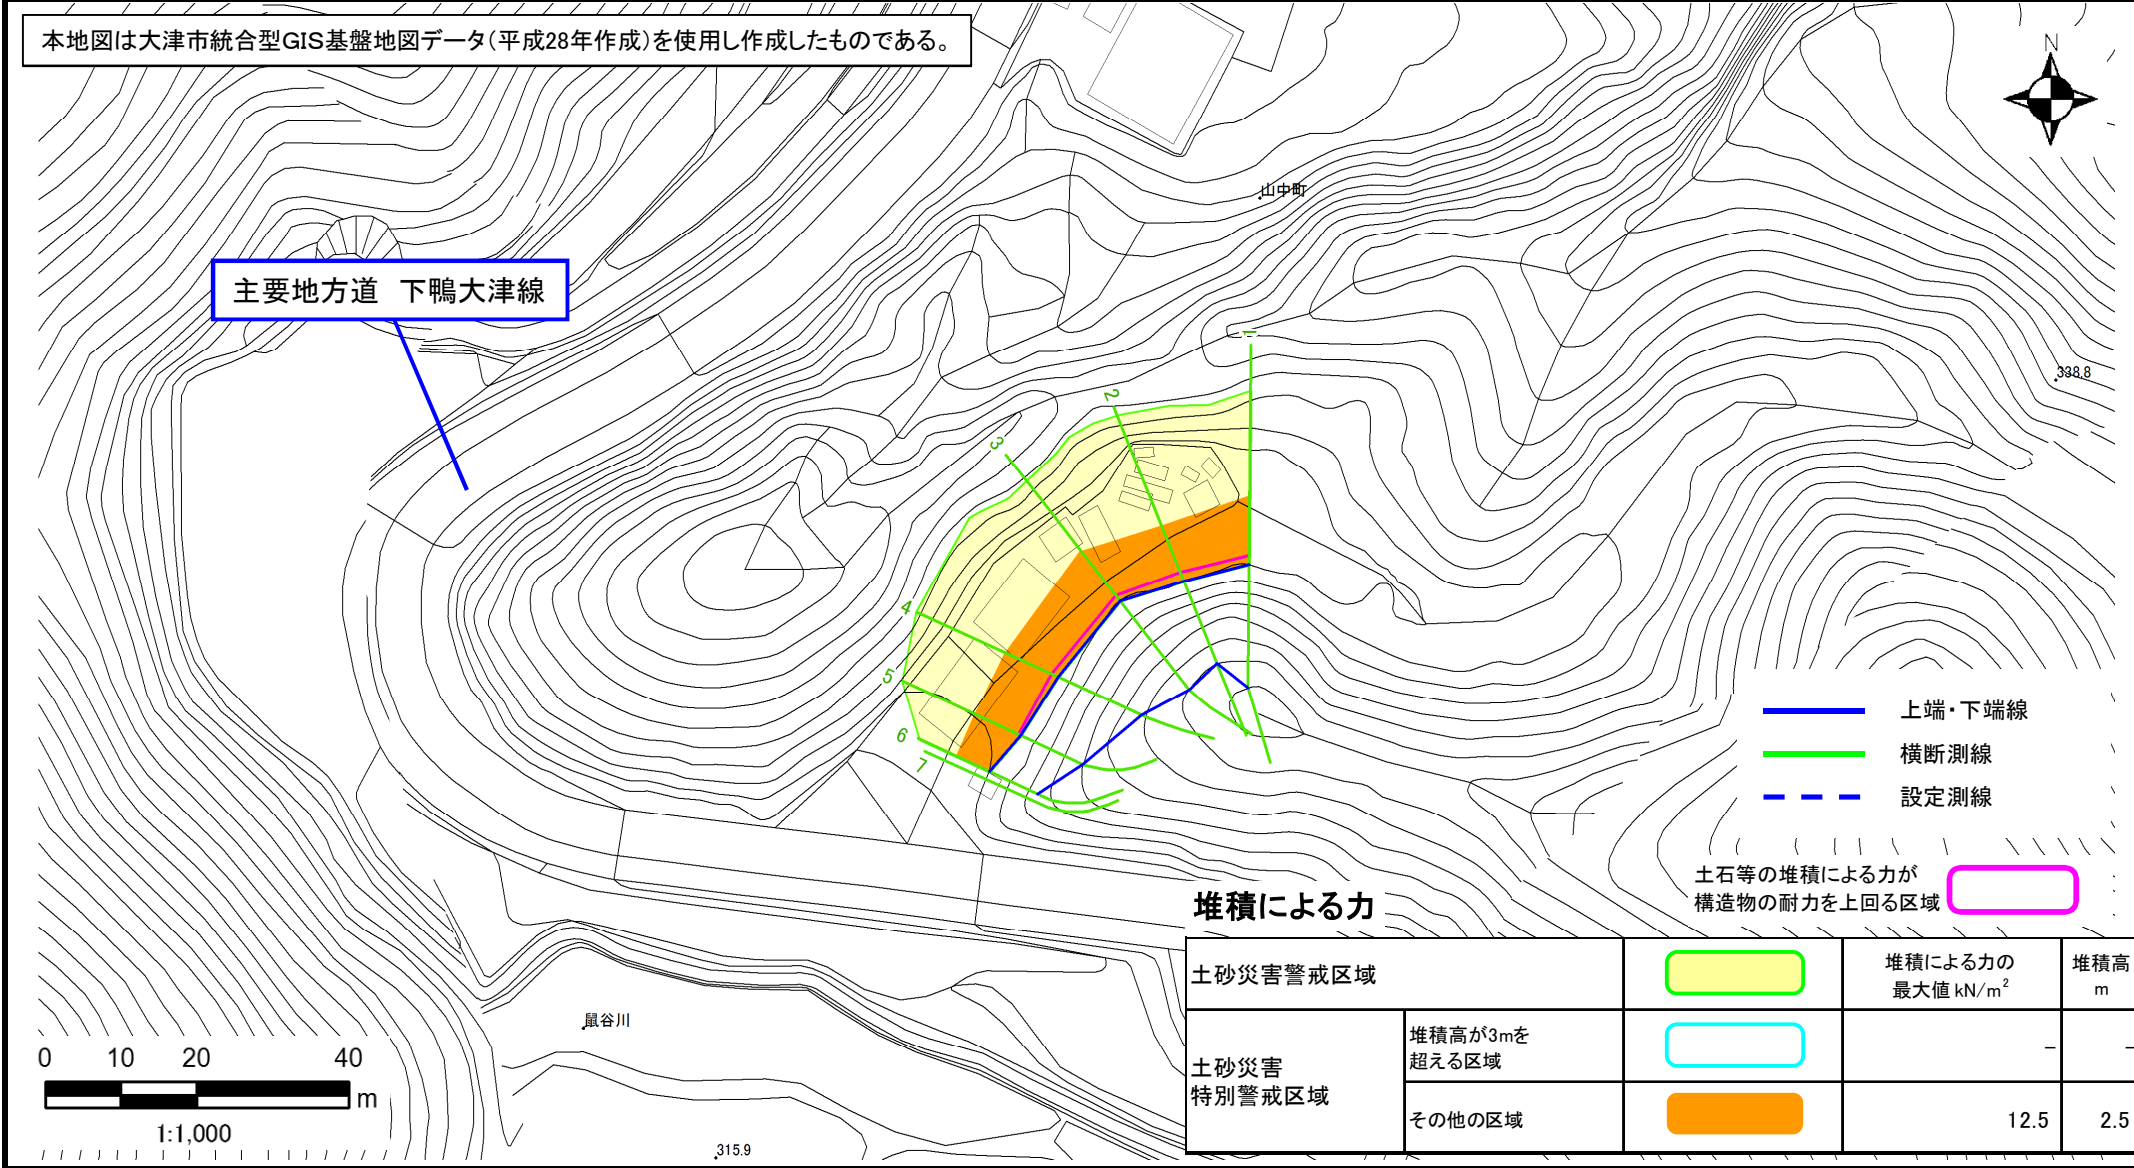 本地図は大津市統合型GIS基盤地図データ(平成28年作成)を使用し作成したものである。
N
山中町
主要地方道 下鴨大津線
338.8
1
2
3
4
5
6
7
上端・下端線
横断測線
設定測線
土石等の堆積による力が
構造物の耐力を上回る区域
堆積による力
土砂災害警戒区域
堆積による力の
最大値 kN/m²
堆積高
m
土砂災害
特別警戒区域
堆積高が3mを
超える区域
−
−
その他の区域
12.5
2.5
鼠谷川
0 10 20 40
m
1:1,000
315.9